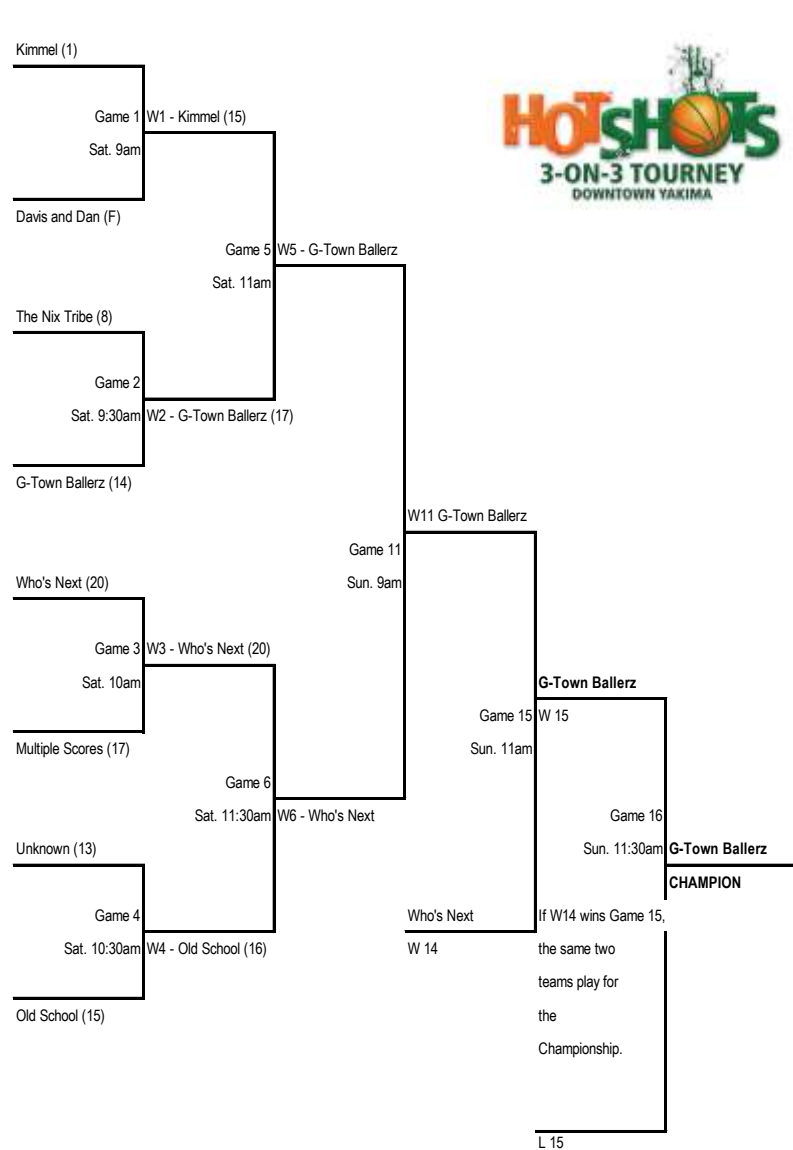 Kimmel (1)
HOTSHOTS
3-ON-3 TOURNEY
DOWNTOWN YAKIMA
Game 1 W1 - Kimmel (15)
Sat. 9am
Davis and Dan (F)
Game 5 W5 - G-Town Ballerz
Sat. 11am
The Nix Tribe (8)
Game 2
Sat. 9:30am W2 - G-Town Ballerz (17)
G-Town Ballerz (14)
W11 G-Town Ballerz
Game 11
Sun. 9am
Who's Next (20)
Game 3 W3 - Who's Next (20)
Sat. 10am
G-Town Ballerz
Game 15 W 15
Sun. 11am
Multiple Scores (17)
Game 6
Sat. 11:30am W6 - Who's Next
Game 16
Sun. 11:30am G-Town Ballerz
CHAMPION
Unknown (13)
Game 4
Sat. 10:30am W4 - Old School (16)
Who's Next
W 14
If W14 wins Game 15,
the same two
teams play for
the
Championship.
Old School (15)
L 15